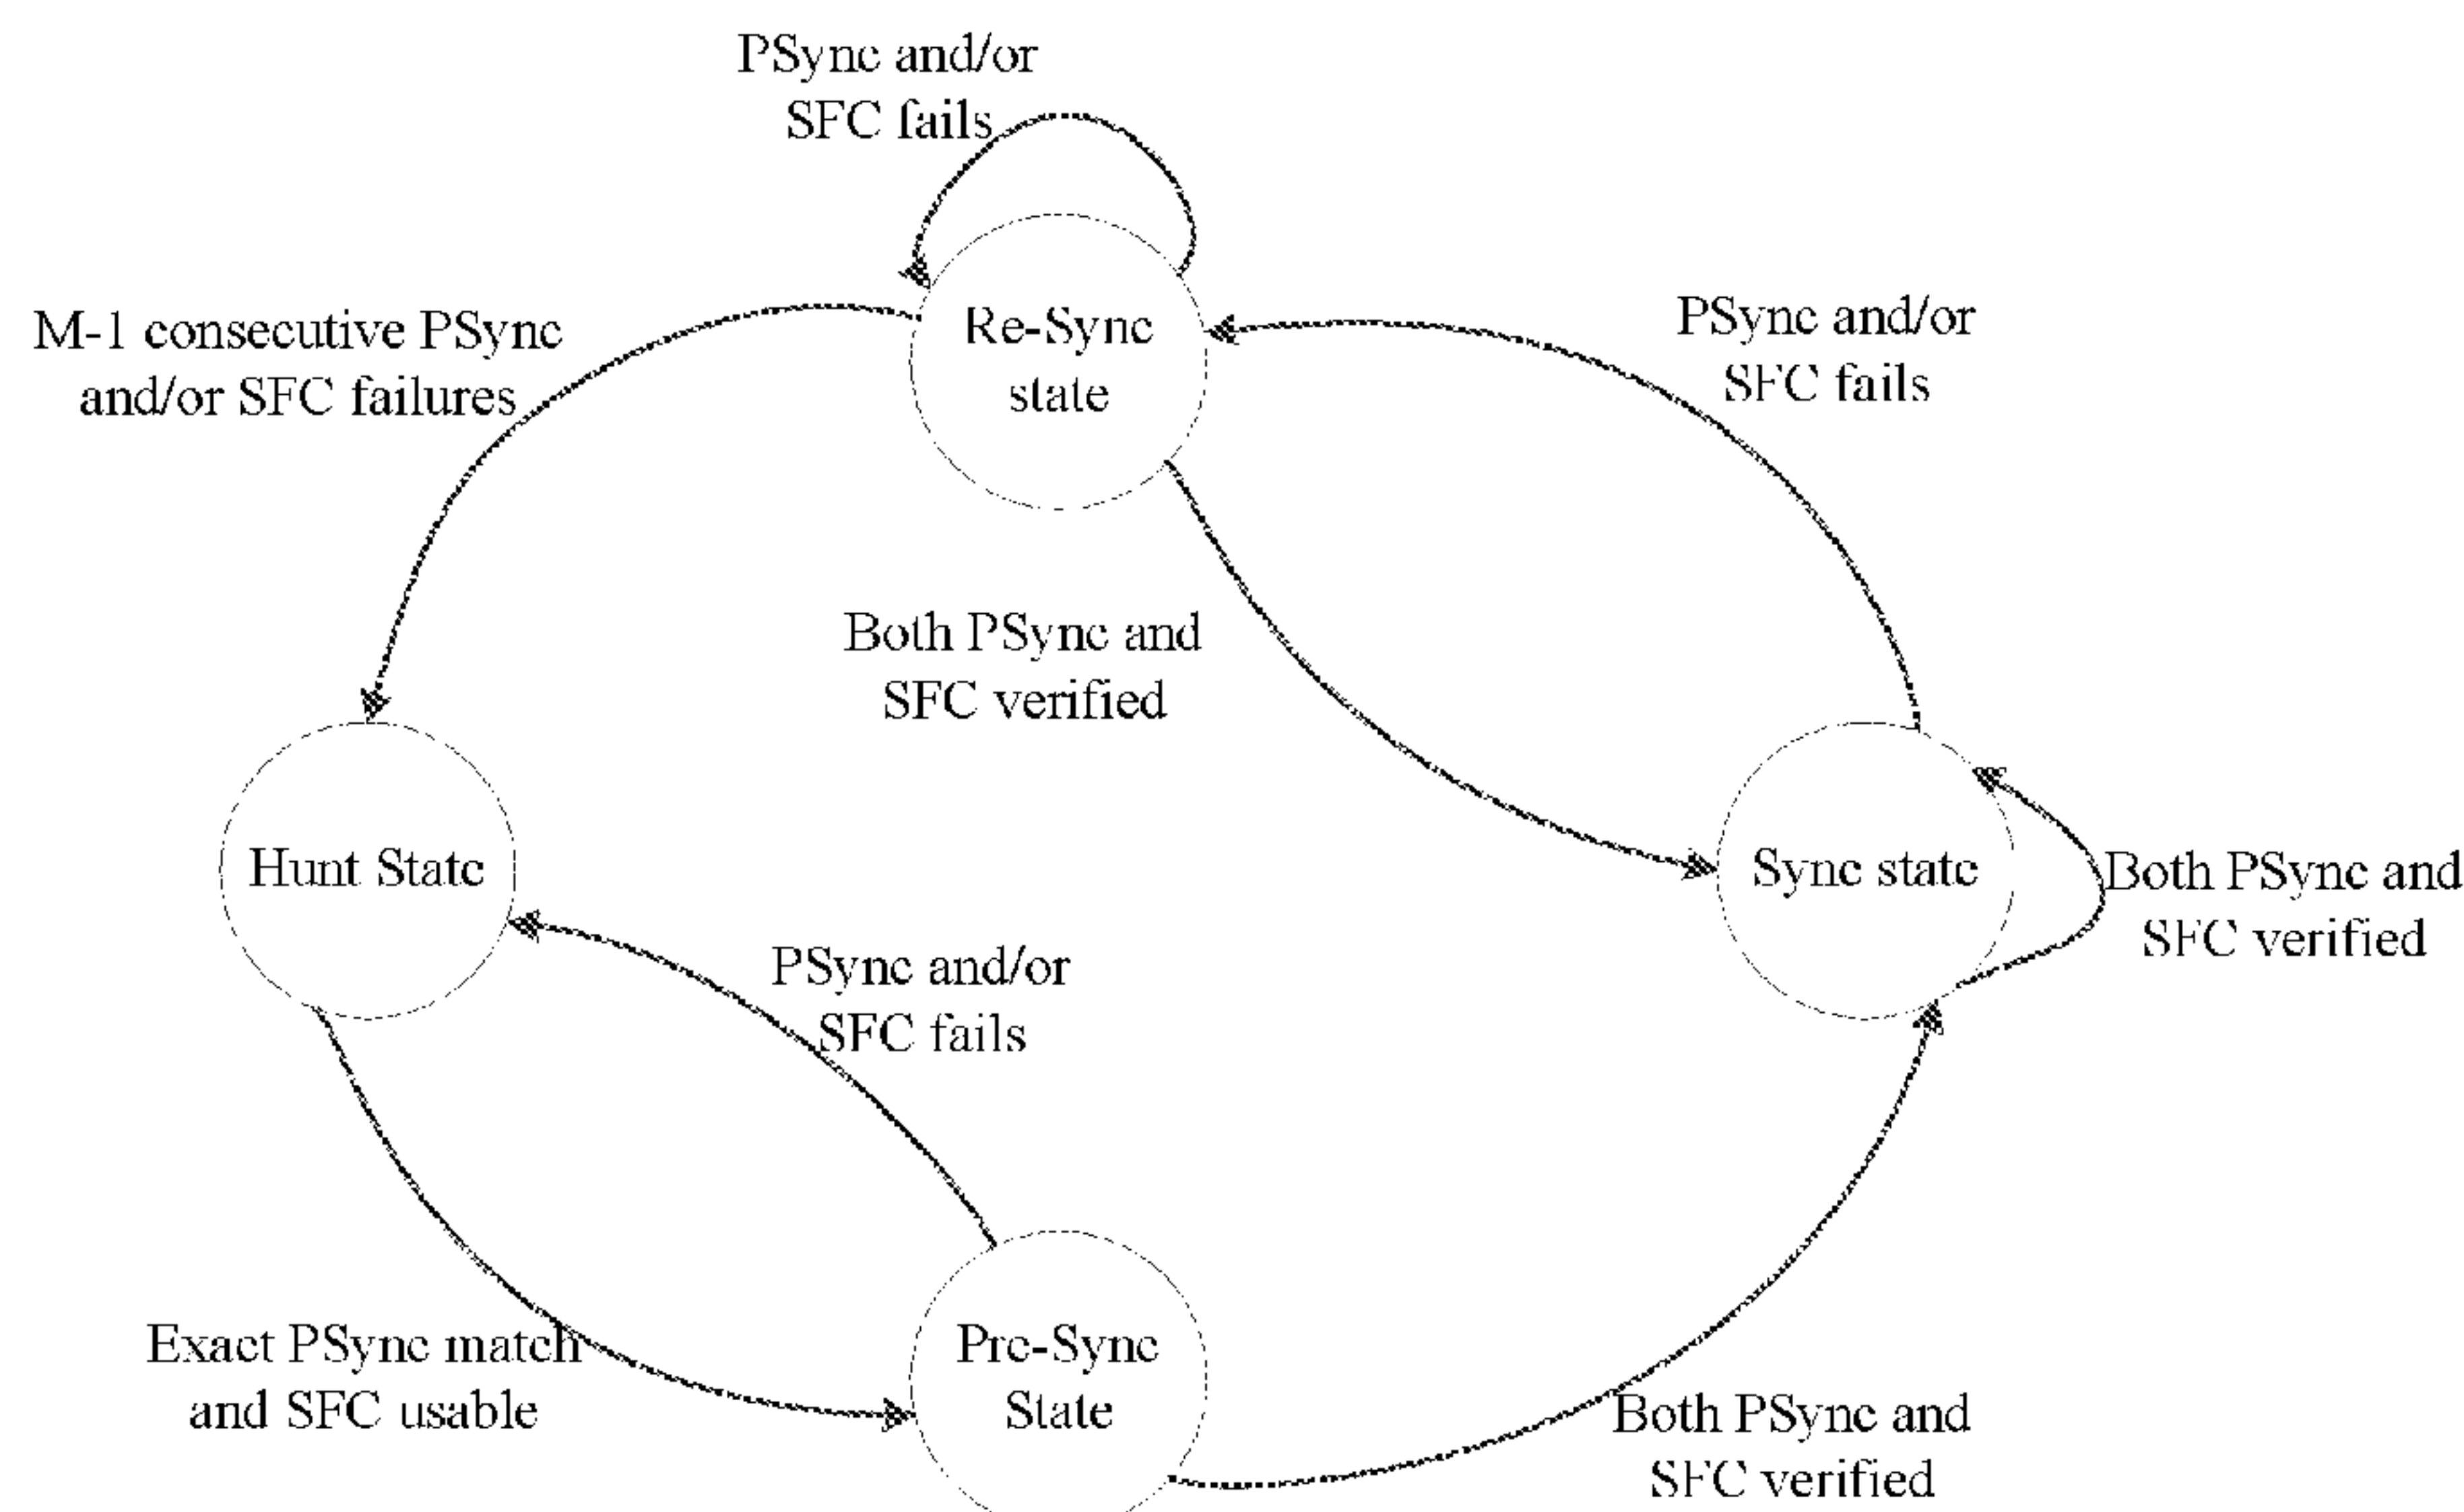 PSync and/or
SFC fails
M-1 consecutive PSync
and/or SFC failures
Re-Sync
state
PSync and/or
SFC fails
Both PSync and
SFC verified
Hunt State
Sync state
Both PSync and
SFC verified
PSync and/or
SFC fails
Exact PSync match
and SFC usable
Pre-Sync
State
Both PSync and
SFC verified